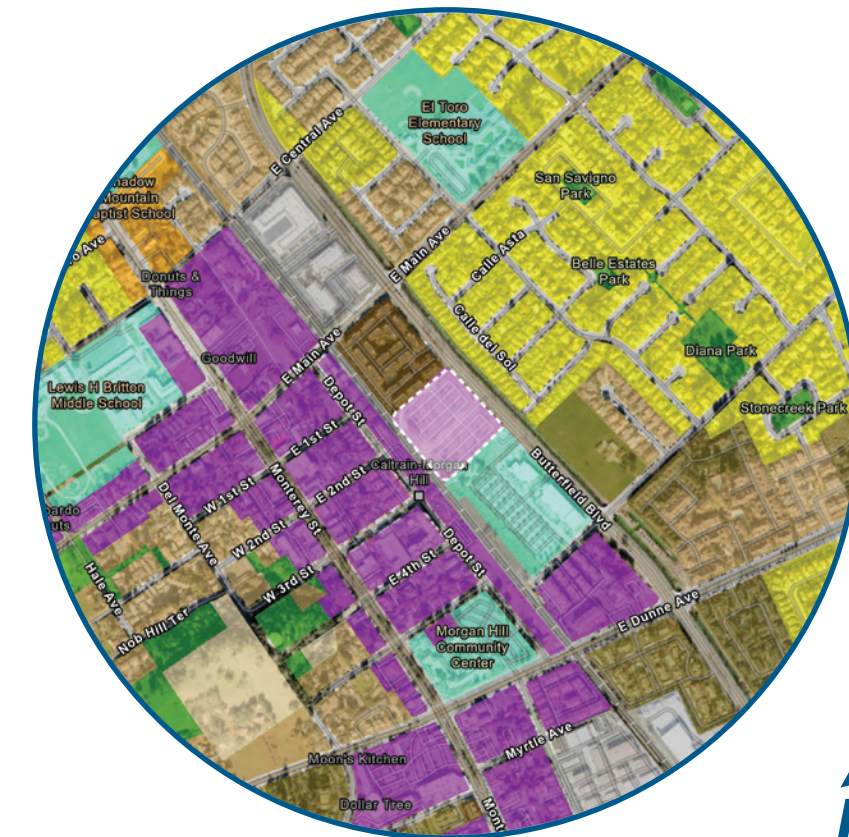 El Toro
Elementary
School
E Central Ave
San Savigno
Park
Mountain
School
E Main Ave
Calle Asta
Belle Estates
Park
Donuts &
Things
Calle del Sol
Goodwill
E Main Ave
Diana Park
Lewis H Britton
Middle School
Depot St
Stonecreek Park
E 1st St
Caltrain-Morgan
Hill
Butterfield Blvd
E 2nd St
W 1st St
Monterey St
Del Monte Ave
W 2nd St
Depot St
E 4th St
W 3rd St
Hale Ave
Nob Hill Ter
E Dunne Ave
Morgan Hill
Community
Center
Myrtle Ave
Moon's Kitchen
Dollar Tree